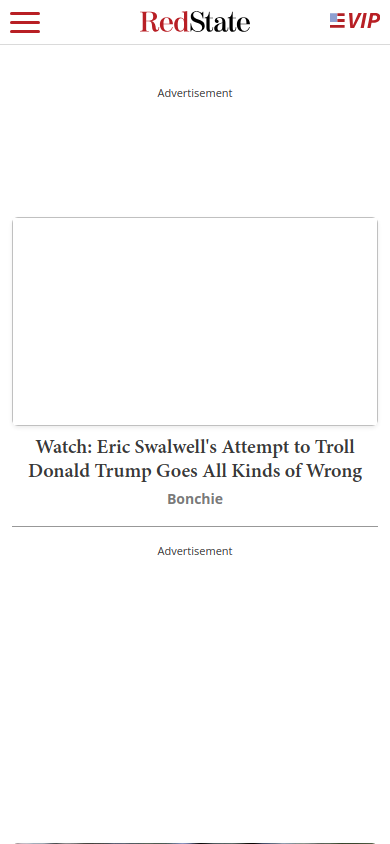 RedState
VIP
Advertisement
Watch: Eric Swalwell's Attempt to Troll
Donald Trump Goes All Kinds of Wrong
Bonchie
Advertisement